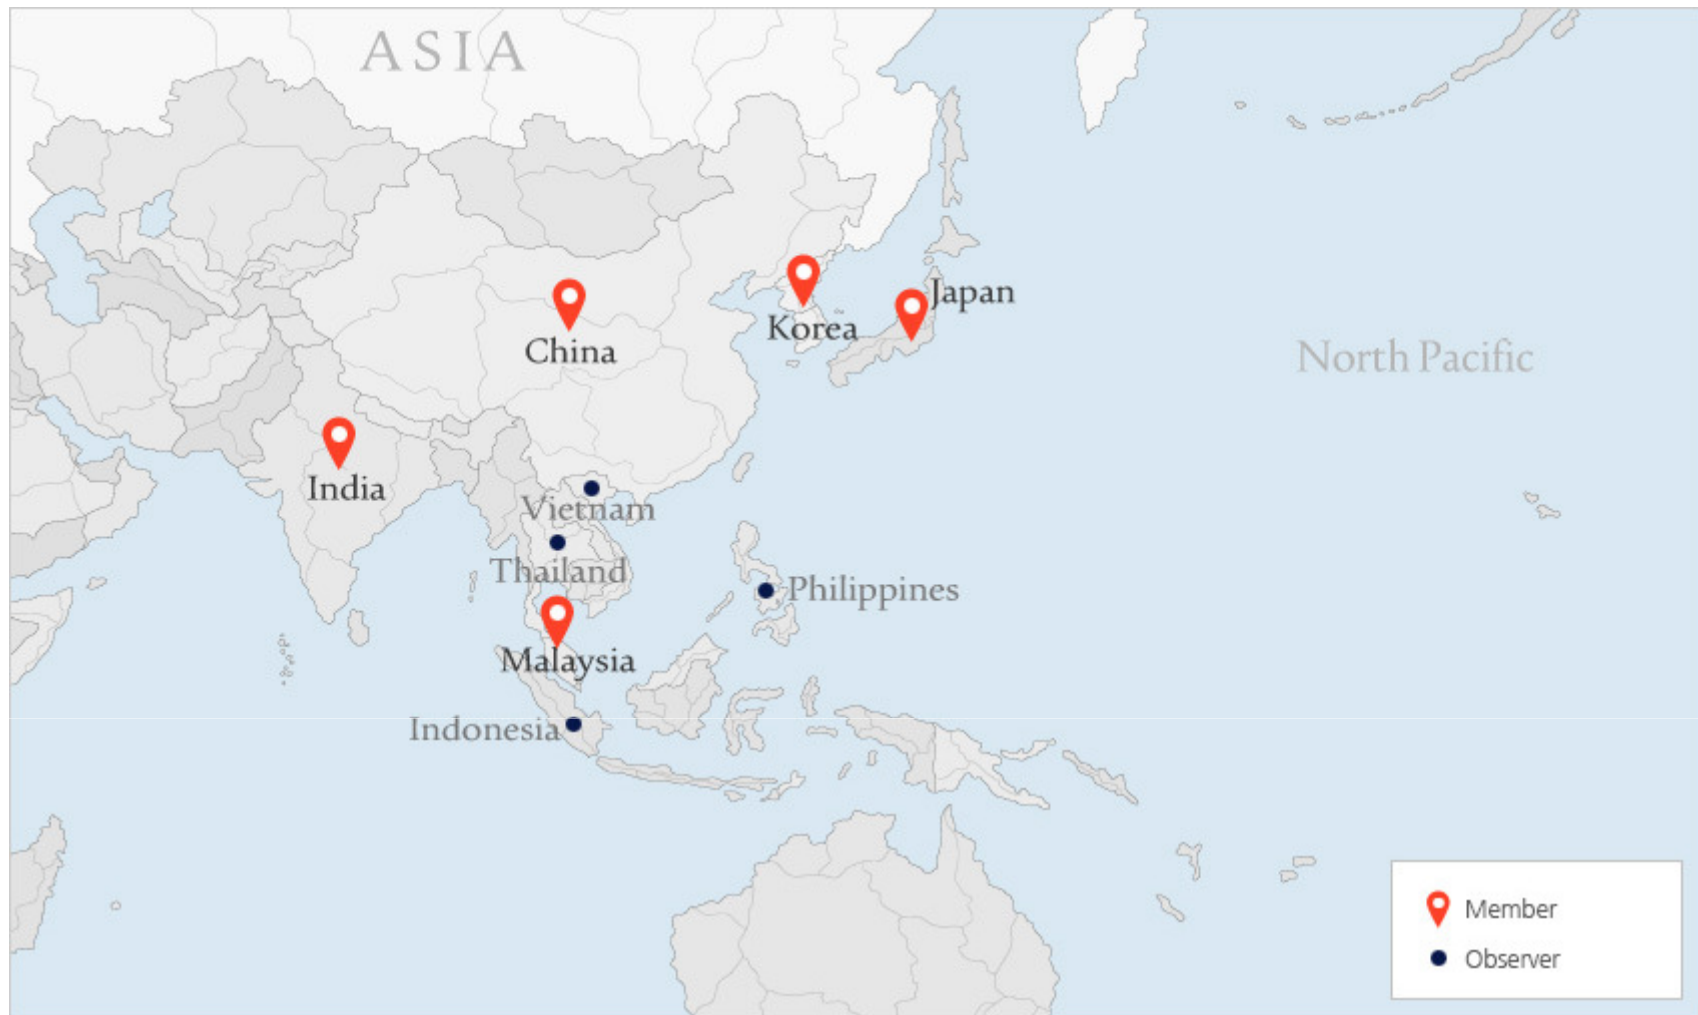 ASIA
Japan
Korea
China
North Pacific
India
Vietnam
Thailand
Philippines
Malaysia
Indonesia
Member
Observer